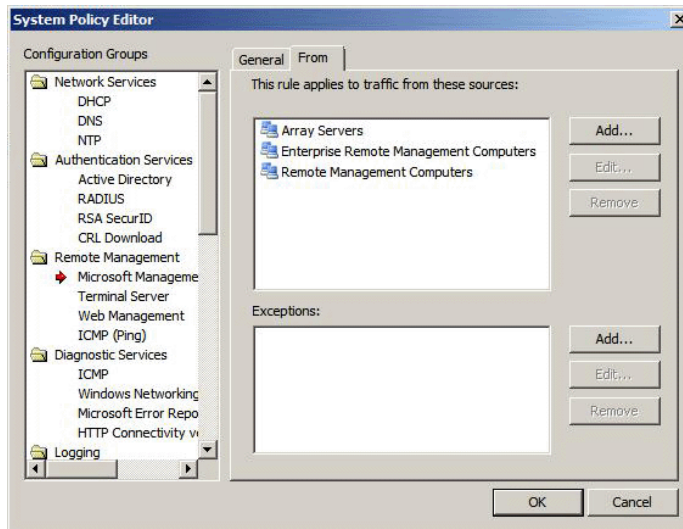 System Policy Editor
Configuration Groups
Network Services
DHCP
DNS
NTP
Authentication Services
Active Directory
RADIUS
RSA SecurID
CRL Download
Remote Management
Microsoft Manageme
Terminal Server
Web Management
ICMP (Ping)
Diagnostic Services
ICMP
Windows Networking
Microsoft Error Repo
HTTP Connectivity v
Logging
General From
This rule applies to traffic from these sources:
Array Servers
Enterprise Remote Management Computers
Remote Management Computers
Add...
Edit...
Remove
Exceptions:
Add...
Edit...
Remove
OK Cancel